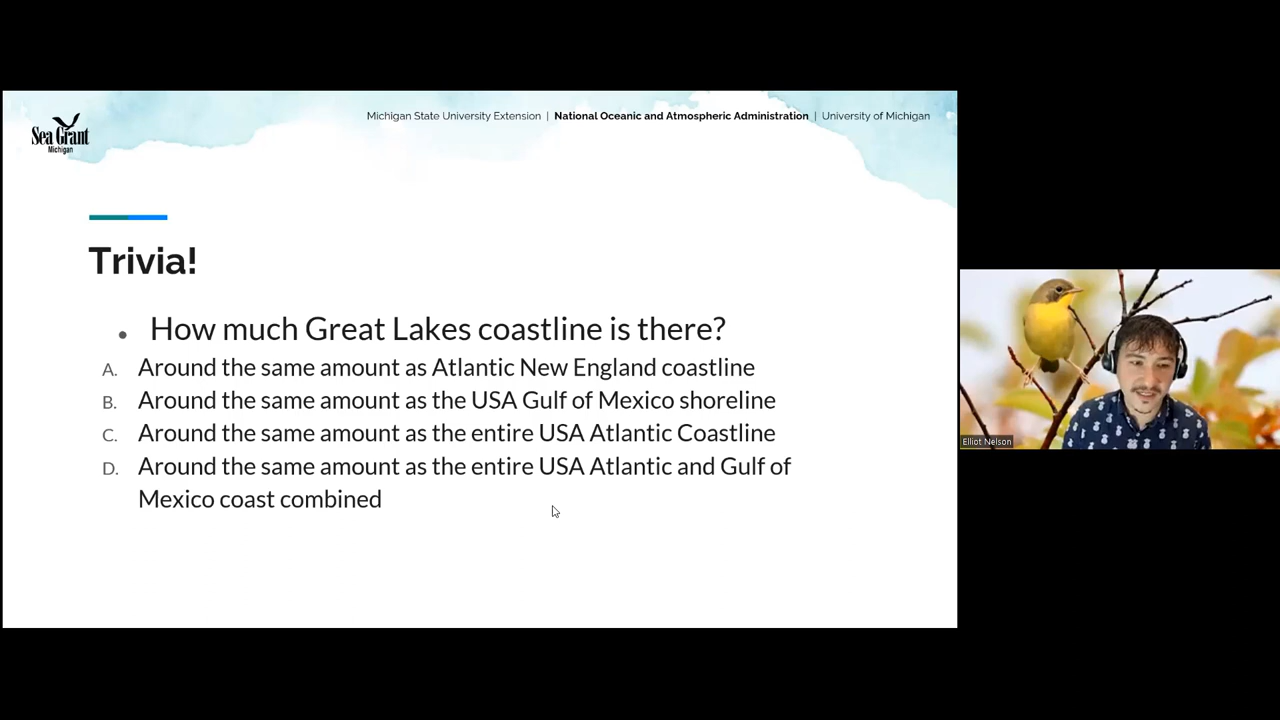 Michigan State University Extension | National Oceanic and Atmospheric Administration | University of Michigan
Sea Grant
Michigan
Trivia!
• How much Great Lakes coastline is there?
A. Around the same amount as Atlantic New England coastline
B. Around the same amount as the USA Gulf of Mexico shoreline
C. Around the same amount as the entire USA Atlantic Coastline
D. Around the same amount as the entire USA Atlantic and Gulf of
Mexico coast combined
Elliot Nelson